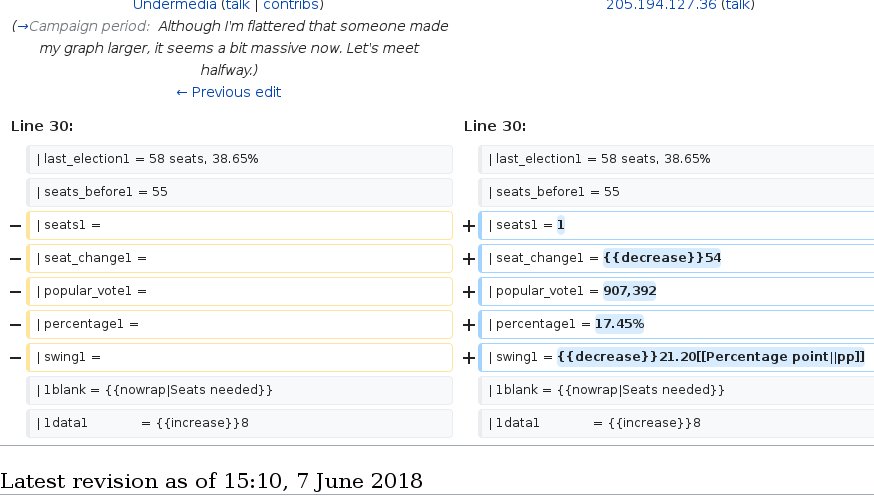 Undermedia (talk | contribs)
205.194.127.36 (talk)
(→Campaign period: Although I'm flattered that someone made
my graph larger, it seems a bit massive now. Let's meet
halfway.)
← Previous edit
Line 30:
Line 30:
| last_election1 = 58 seats, 38.65%
| last_election1 = 58 seats, 38.65%
| seats_before1 = 55
| seats_before1 = 55
− | seats1 =
+ | seats1 = 1
− | seat_change1 =
+ | seat_change1 = {{decrease}}54
− | popular_vote1 =
+ | popular_vote1 = 907,392
− | percentage1 =
+ | percentage1 = 17.45%
− | swing1 =
+ | swing1 = {{decrease}}21.20[[Percentage point||pp]]
| 1blank = {{nowrap|Seats needed}}
| 1blank = {{nowrap|Seats needed}}
| 1data1 = {{increase}}8
| 1data1 = {{increase}}8
Latest revision as of 15:10, 7 June 2018